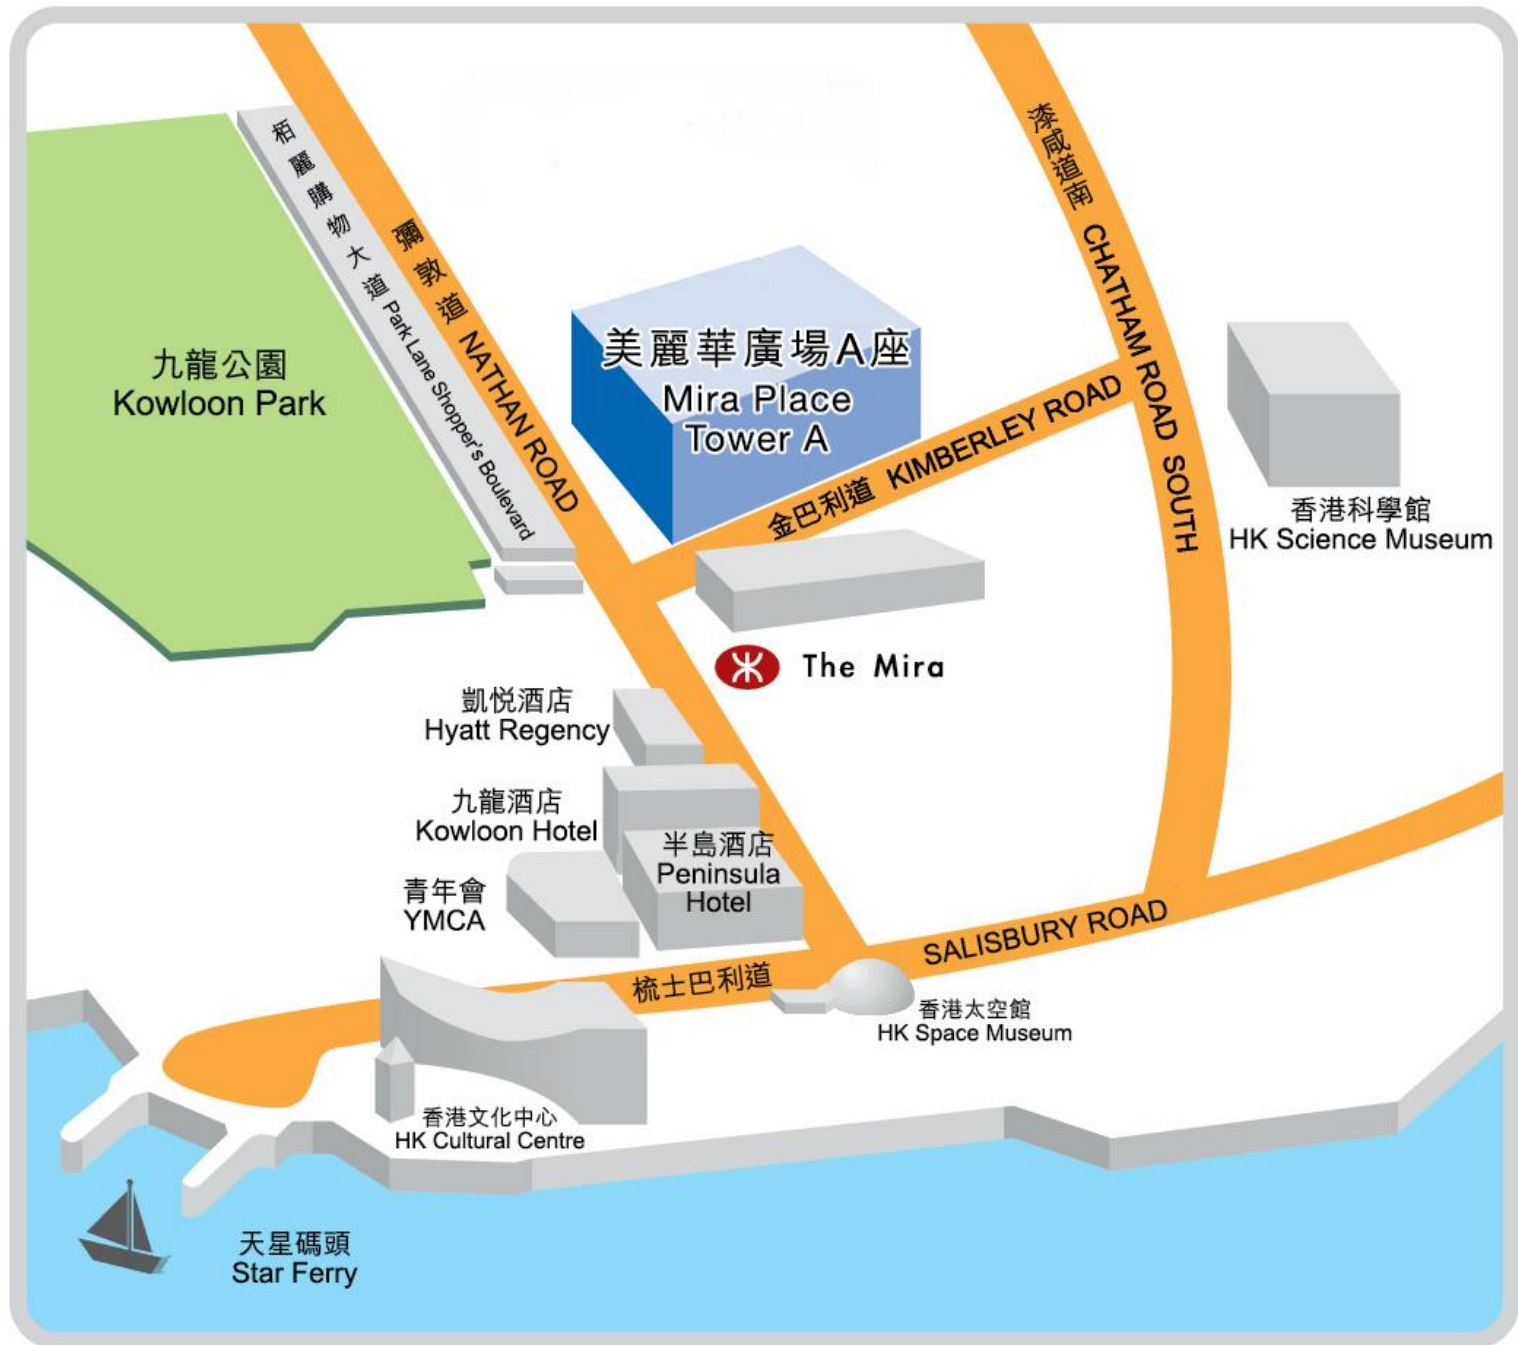 栢麗購物大道 Park Lane Shopper's Boulevard
彌敦道 NATHAN ROAD
漆咸道南 CHATHAM ROAD SOUTH
九龍公園
Kowloon Park
美麗華廣場A座
Mira Place
Tower A
金巴利道 KIMBERLEY ROAD
香港科學館
HK Science Museum
The Mira
凱悦酒店
Hyatt Regency
九龍酒店
Kowloon Hotel
半島酒店
Peninsula
Hotel
青年會
YMCA
梳士巴利道 SALISBURY ROAD
香港太空館
HK Space Museum
香港文化中心
HK Cultural Centre
天星碼頭
Star Ferry